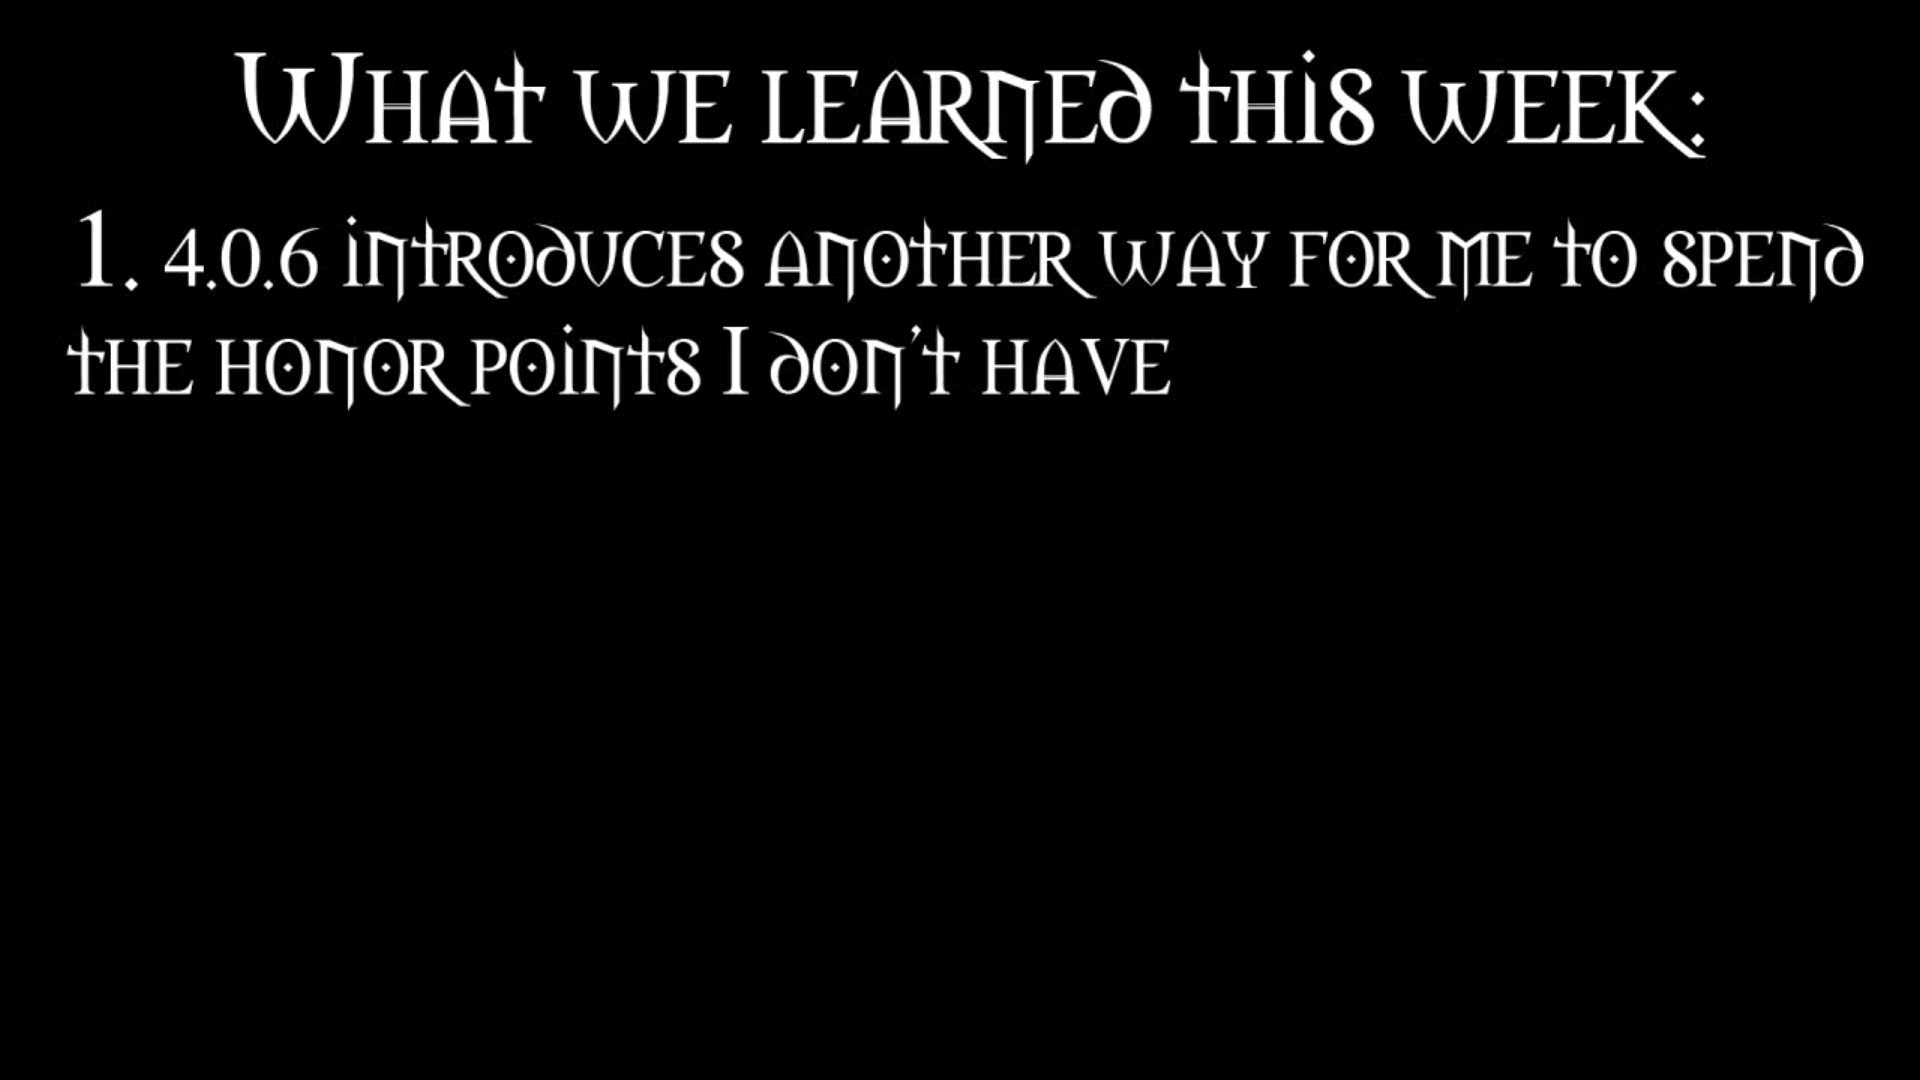 What we learned this week:
1. 4.0.6 introduces another way for me to spend
the honor points I don't have